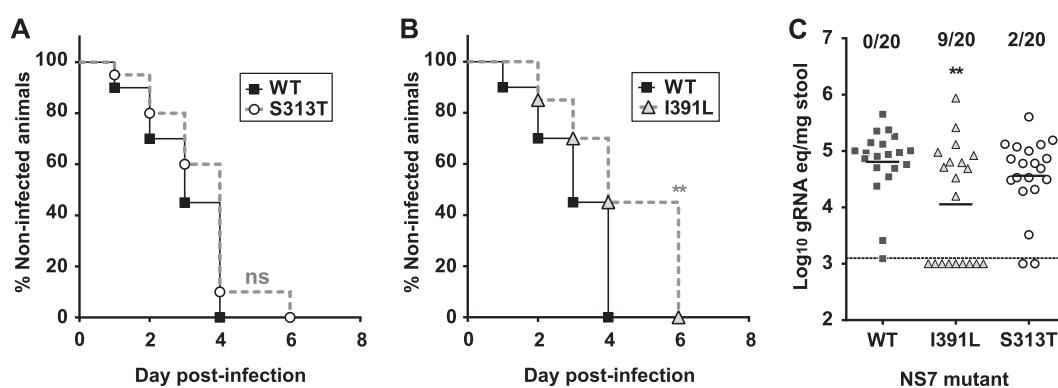 A
% Non-infected animals
100
80
60
40
20
0
WT
S313T
ns
0 2 4 6 8
Day post-infection
B
% Non-infected animals
100
80
60
40
20
0
WT
I391L
**
0 2 4 6 8
Day post-infection
C
Log10 gRNA eq/mg stool
7
6
5
4
3
2
0/20 9/20 2/20
**
WT I391L S313T
NS7 mutant